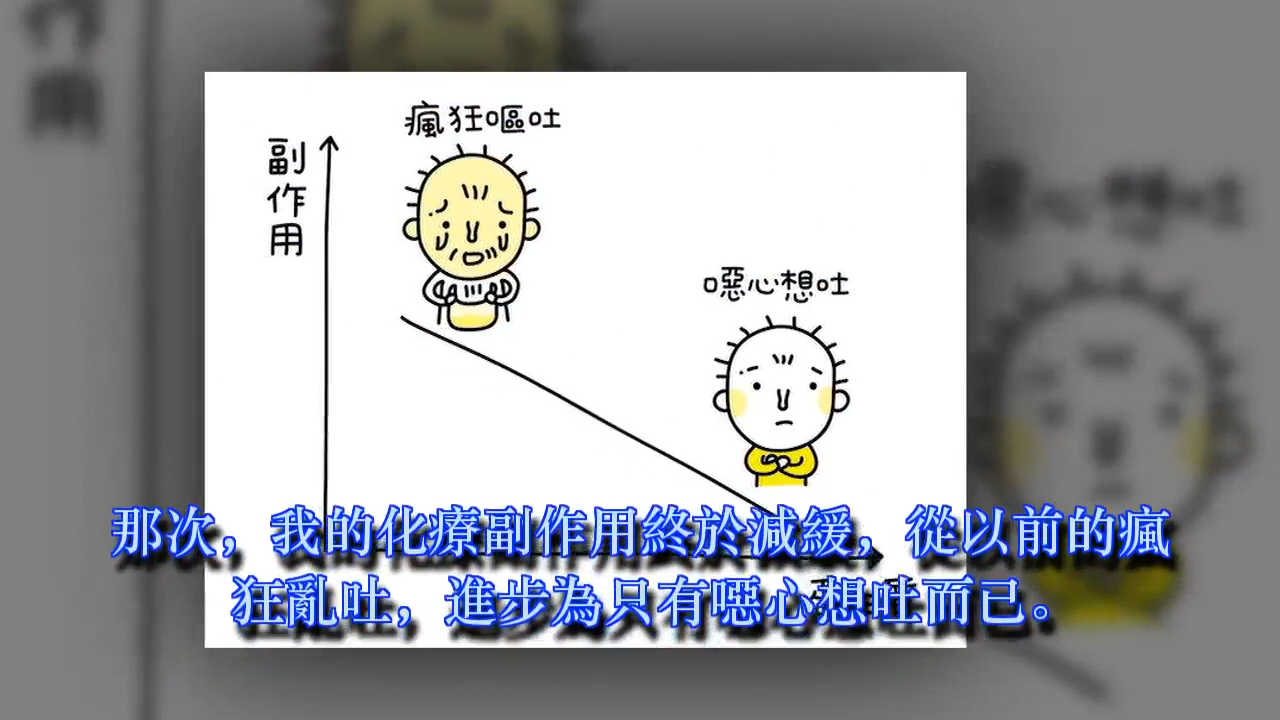 瘋狂嘔吐
副作用
噁心想吐
那次，我的化療副作用終於減緩，從以前的瘋
狂亂吐，進步為只有噁心想吐而已。